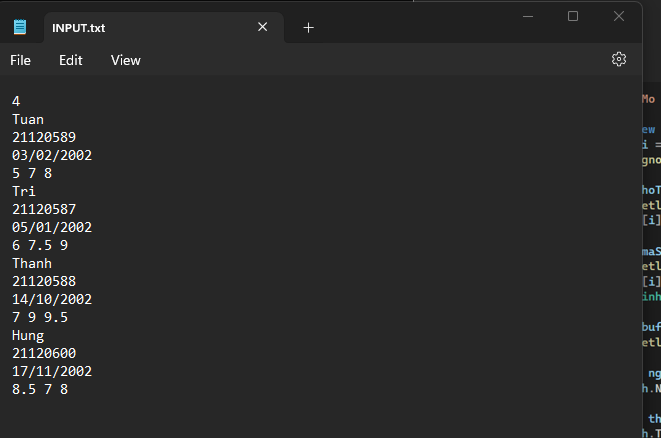 INPUT.txt
File Edit View
4
Tuan
21120589
03/02/2002
5 7 8
Tri
21120587
05/01/2002
6 7.5 9
Thanh
21120588
14/10/2002
7 9 9.5
Hung
21120600
17/11/2002
8.5 7 8
Mo
ew
i =
gno
hoT
etl
[i]
maS
etl
[i]
inh
buf
etl
ng
h.N
th
h.T